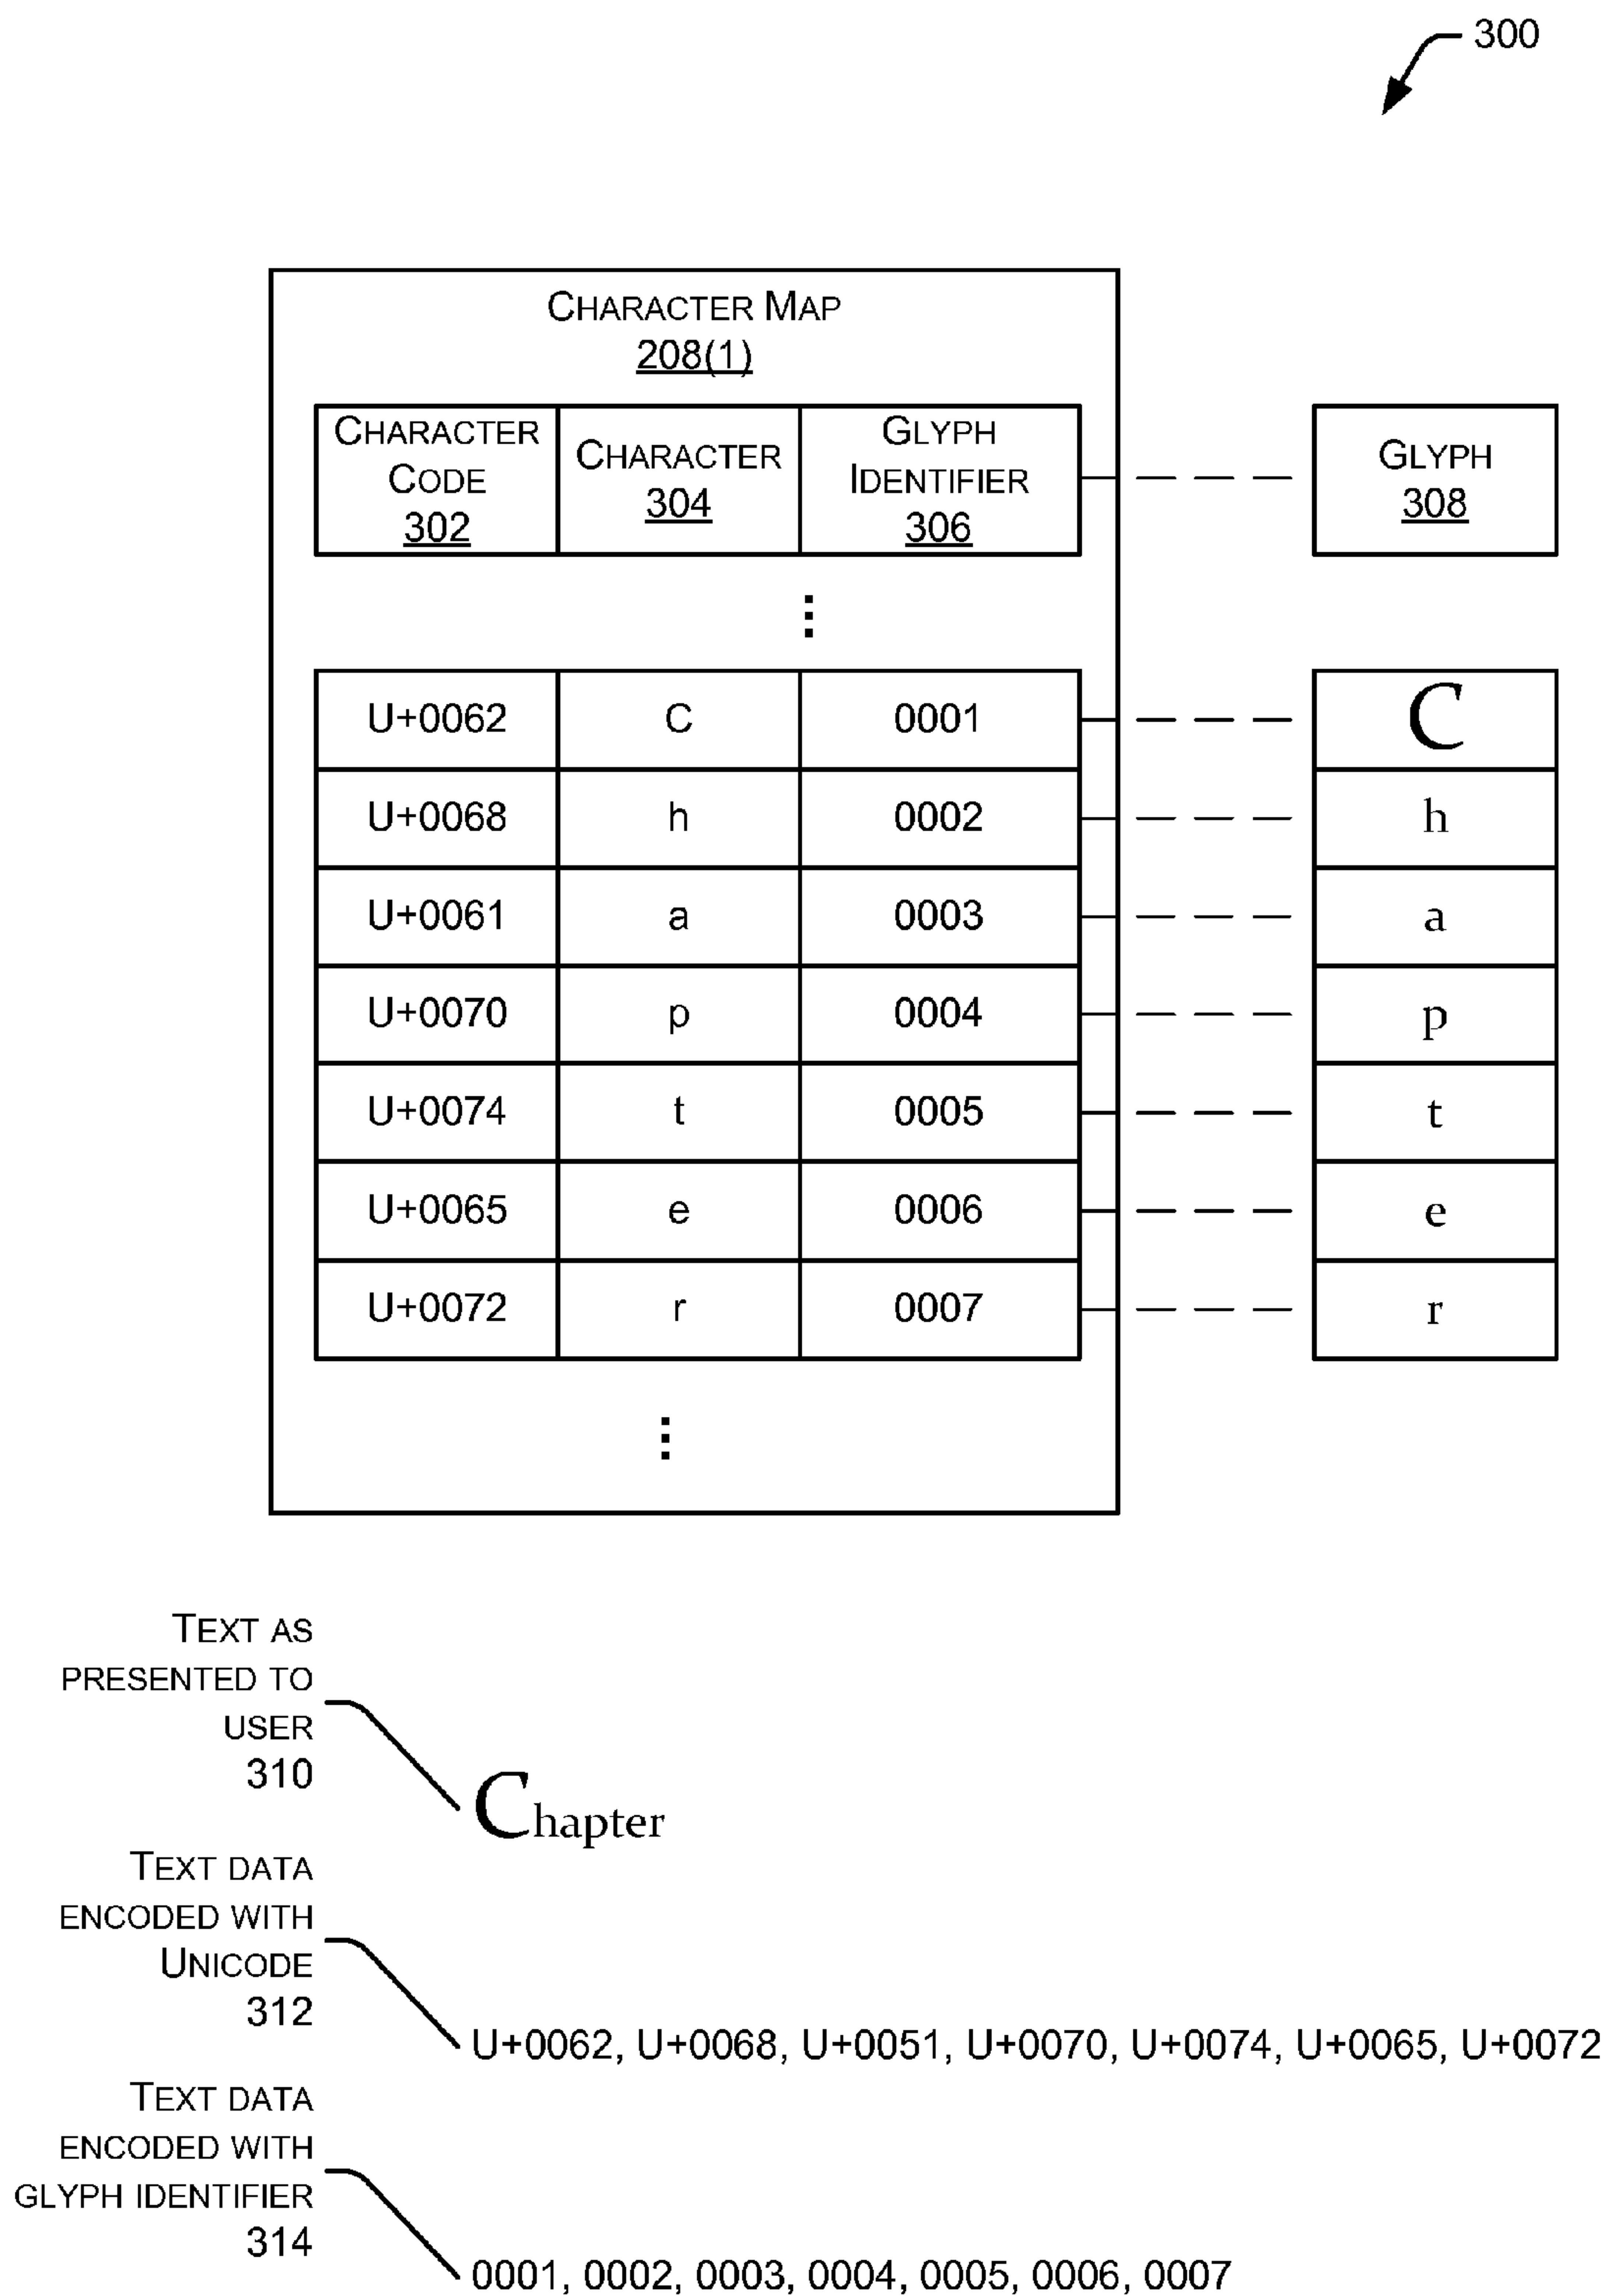 300
CHARACTER MAP
208(1)
CHARACTER CODE 302 CHARACTER 304 GLYPH IDENTIFIER 306 GLYPH 308
U+0062 C 0001 C
U+0068 h 0002 h
U+0061 a 0003 a
U+0070 p 0004 p
U+0074 t 0005 t
U+0065 e 0006 e
U+0072 r 0007 r
TEXT AS
PRESENTED TO
USER
310
Chapter
TEXT DATA
ENCODED WITH
UNICODE
312
U+0062, U+0068, U+0051, U+0070, U+0074, U+0065, U+0072
TEXT DATA
ENCODED WITH
GLYPH IDENTIFIER
314
0001, 0002, 0003, 0004, 0005, 0006, 0007